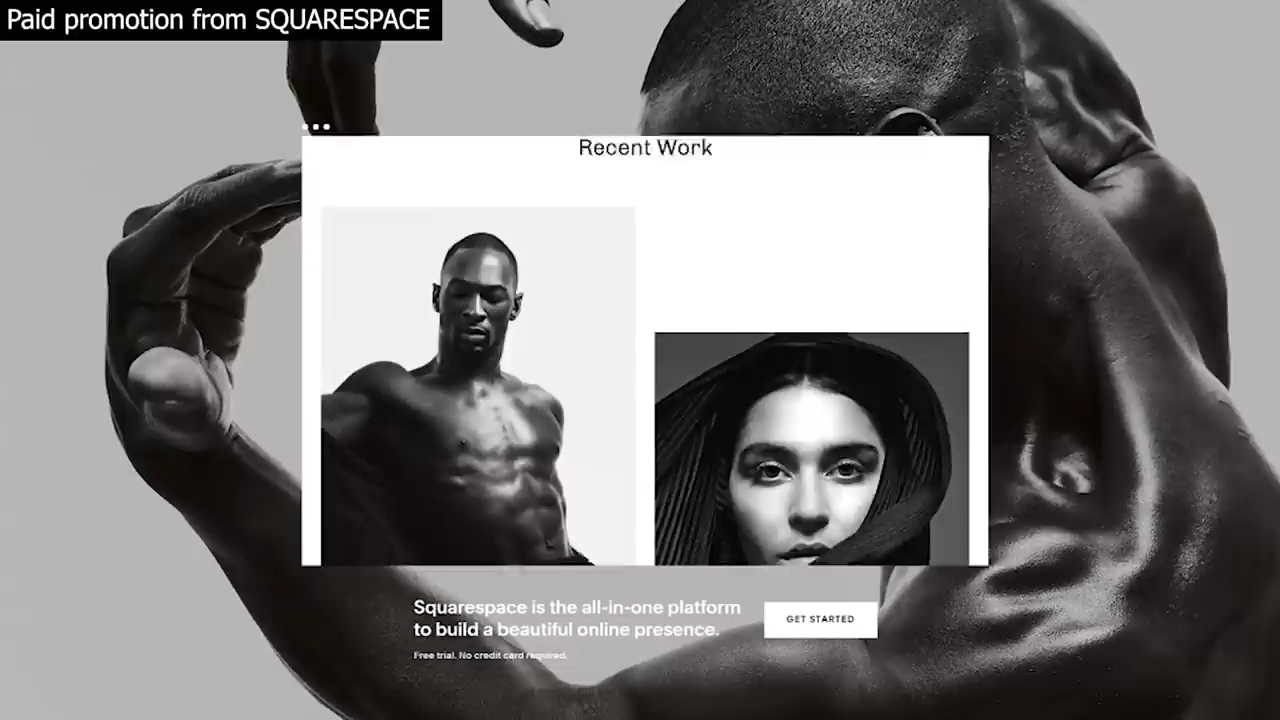 Paid promotion from SQUARESPACE
Recent Work
Squarespace is the all-in-one platform
to build a beautiful online presence.
GET STARTED
Free trial. No credit card required.